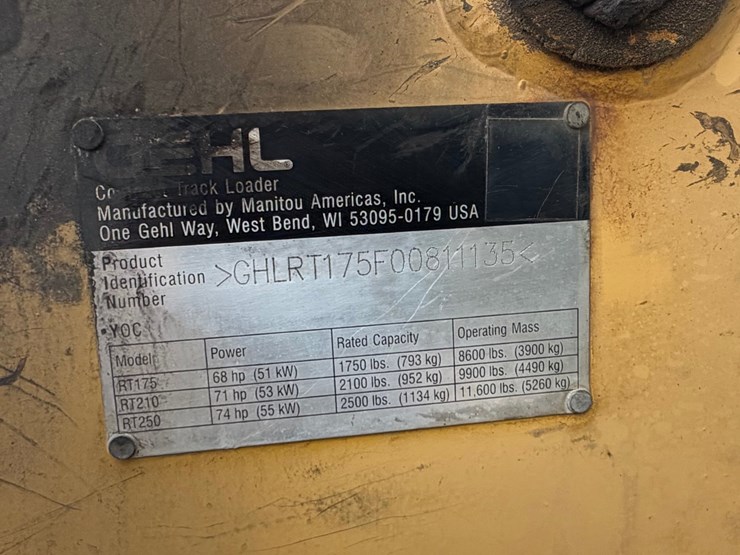 GEHL
Compact Track Loader
Manufactured by Manitou Americas, Inc.
One Gehl Way, West Bend, WI 53095-0179 USA
Product
Identification
Number
>GHLRT175F00811135<
YOC
Model Power Rated Capacity Operating Mass
RT175 68 hp (51 kW) 1750 lbs. (793 kg) 8600 lbs. (3900 kg)
RT210 71 hp (53 kW) 2100 lbs. (952 kg) 9900 lbs. (4490 kg)
RT250 74 hp (55 kW) 2500 lbs. (1134 kg) 11,600 lbs. (5260 kg)